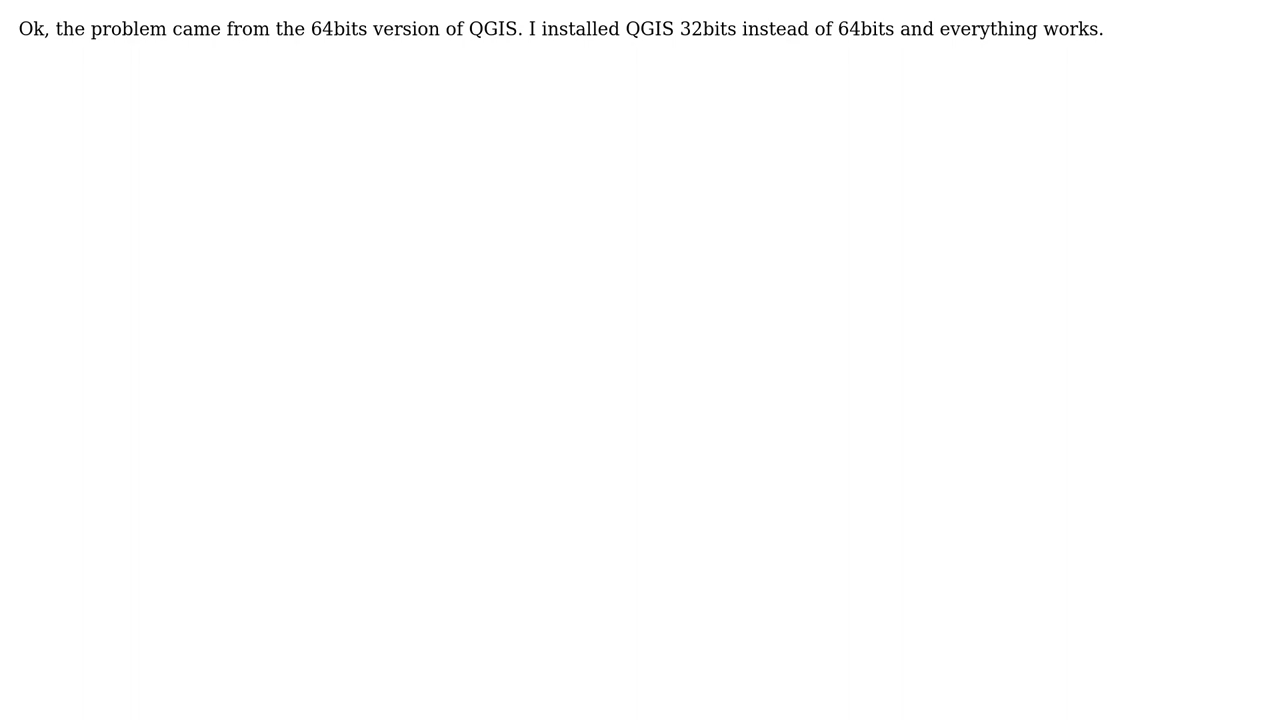 Ok, the problem came from the 64bits version of QGIS. I installed QGIS 32bits instead of 64bits and everything works.